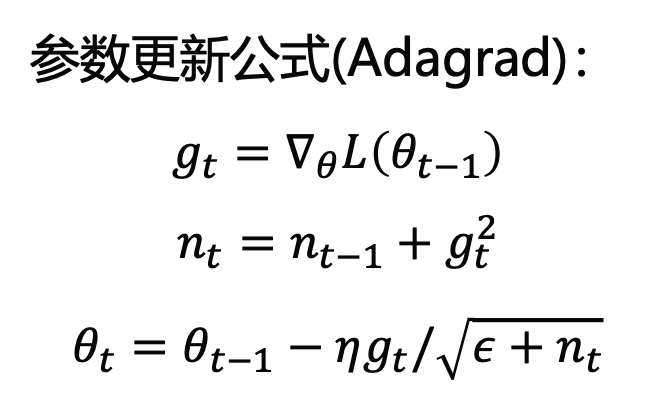 参数更新公式(Adagrad)：
g_t = ∇_θ L(θ_{t−1})
n_t = n_{t−1} + g_t^2
θ_t = θ_{t−1} − ηg_t/√(ϵ + n_t)